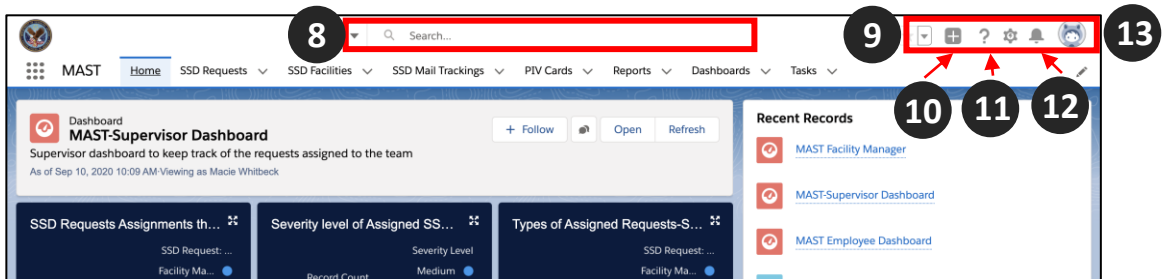 8
Search...
9
13
MAST Home SSD Requests SSD Facilities SSD Mail Trackings PIV Cards Reports Dashboards Tasks
10 11 12
Dashboard
MAST-Supervisor Dashboard
Supervisor dashboard to keep track of the requests assigned to the team
As of Sep 10, 2020 10:09 AM·Viewing as Macie Whitbeck
+ Follow Open Refresh
Recent Records
MAST Facility Manager
MAST-Supervisor Dashboard
MAST Employee Dashboard
SSD Requests Assignments th...
SSD Request: ...
Facility Ma...
Severity level of Assigned SS...
Severity Level
Record Count Medium
Types of Assigned Requests-S...
SSD Request: ...
Facility Ma...